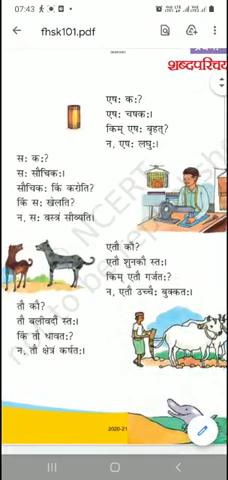 07:43
fhsk101.pdf
शब्दपरिचय
एषः कः?
एषः चषकः।
किम् एषः बृहत्?
न, एषः लघुः।
सः कः?
सः सौचिकः।
सौचिकः किं करोति?
किं सः खेलति?
न, सः वस्त्रं सीव्यति।
एतौ कौ?
एतौ शुनकौ स्तः।
किम् एतौ गर्जतः?
न, एतौ उच्चैः बुक्कतः।
तौ कौ?
तौ बलीवर्दौ स्तः।
किं तौ धावतः?
न, तौ क्षेत्रं कर्षतः।
2020-21